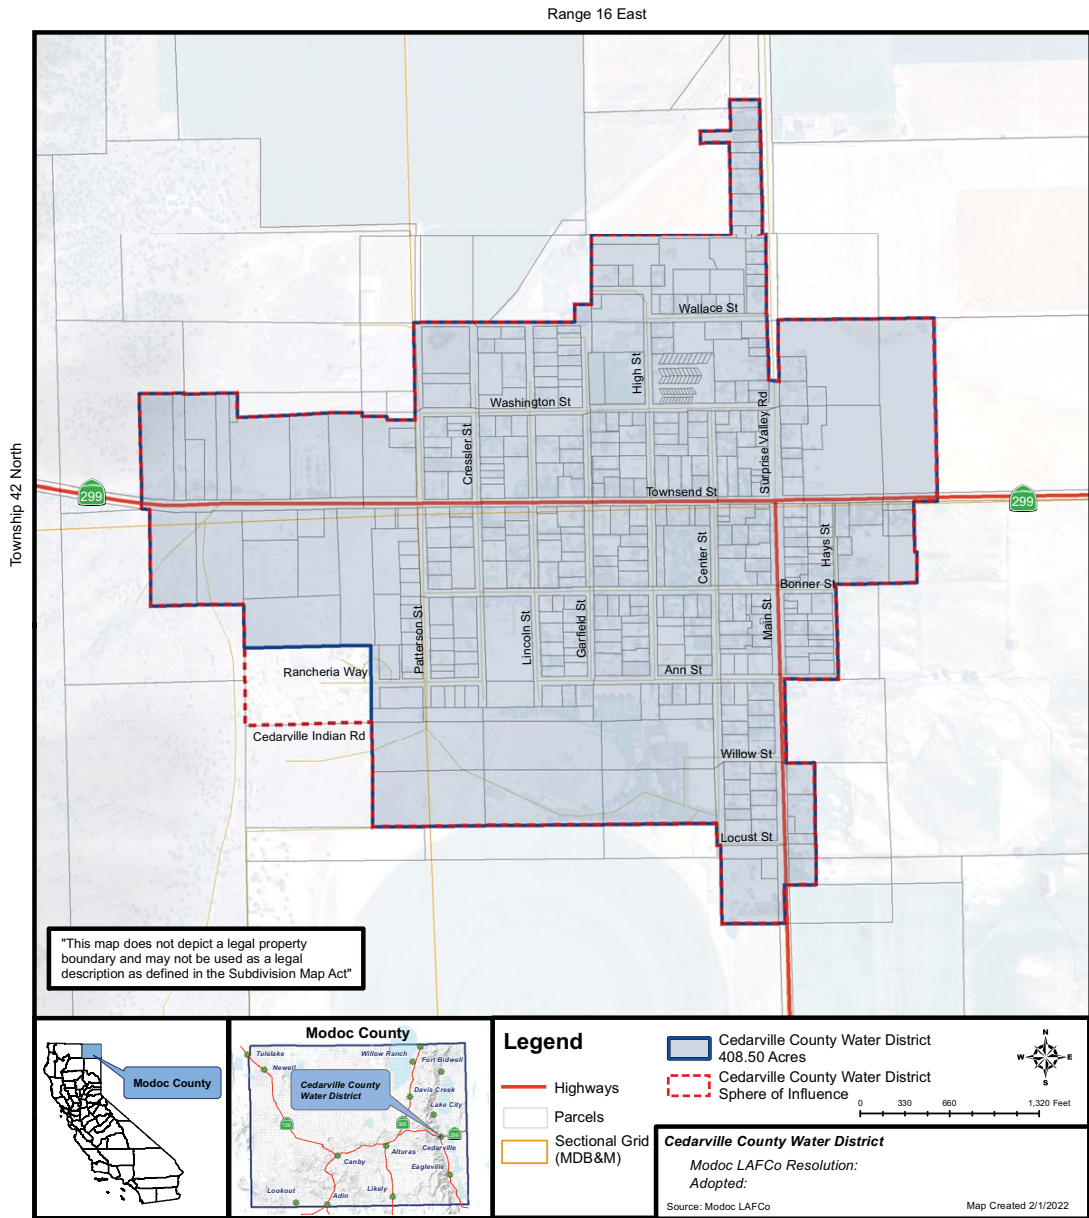 Range 16 East
Township 42 North
Wallace St
High St
Washington St
Cressler St
Surprise Valley Rd
299
Townsend St
299
Center St
Hays St
Bonner St
Patterson St
Lincoln St
Garfield St
Main St
Rancheria Way
Ann St
Cedarville Indian Rd
Willow St
Locust St
"This map does not depict a legal property
boundary and may not be used as a legal
description as defined in the Subdivision Map Act"
Modoc County
Modoc County
Tulelake
Newell
Willow Ranch
Fort Bidwell
Cedarville County
Water District
Davis Creek
Lake City
139
395
299
Alturas
Cedarville
Canby
Eagleville
Lookout
Adin
Likely
Legend
Highways
Parcels
Sectional Grid
(MDB&M)
Cedarville County Water District
408.50 Acres
Cedarville County Water District
Sphere of Influence
N
W
E
S
0 330 660 1,320 Feet
Cedarville County Water District
Modoc LAFCo Resolution:
Adopted:
Source: Modoc LAFCo
Map Created 2/1/2022